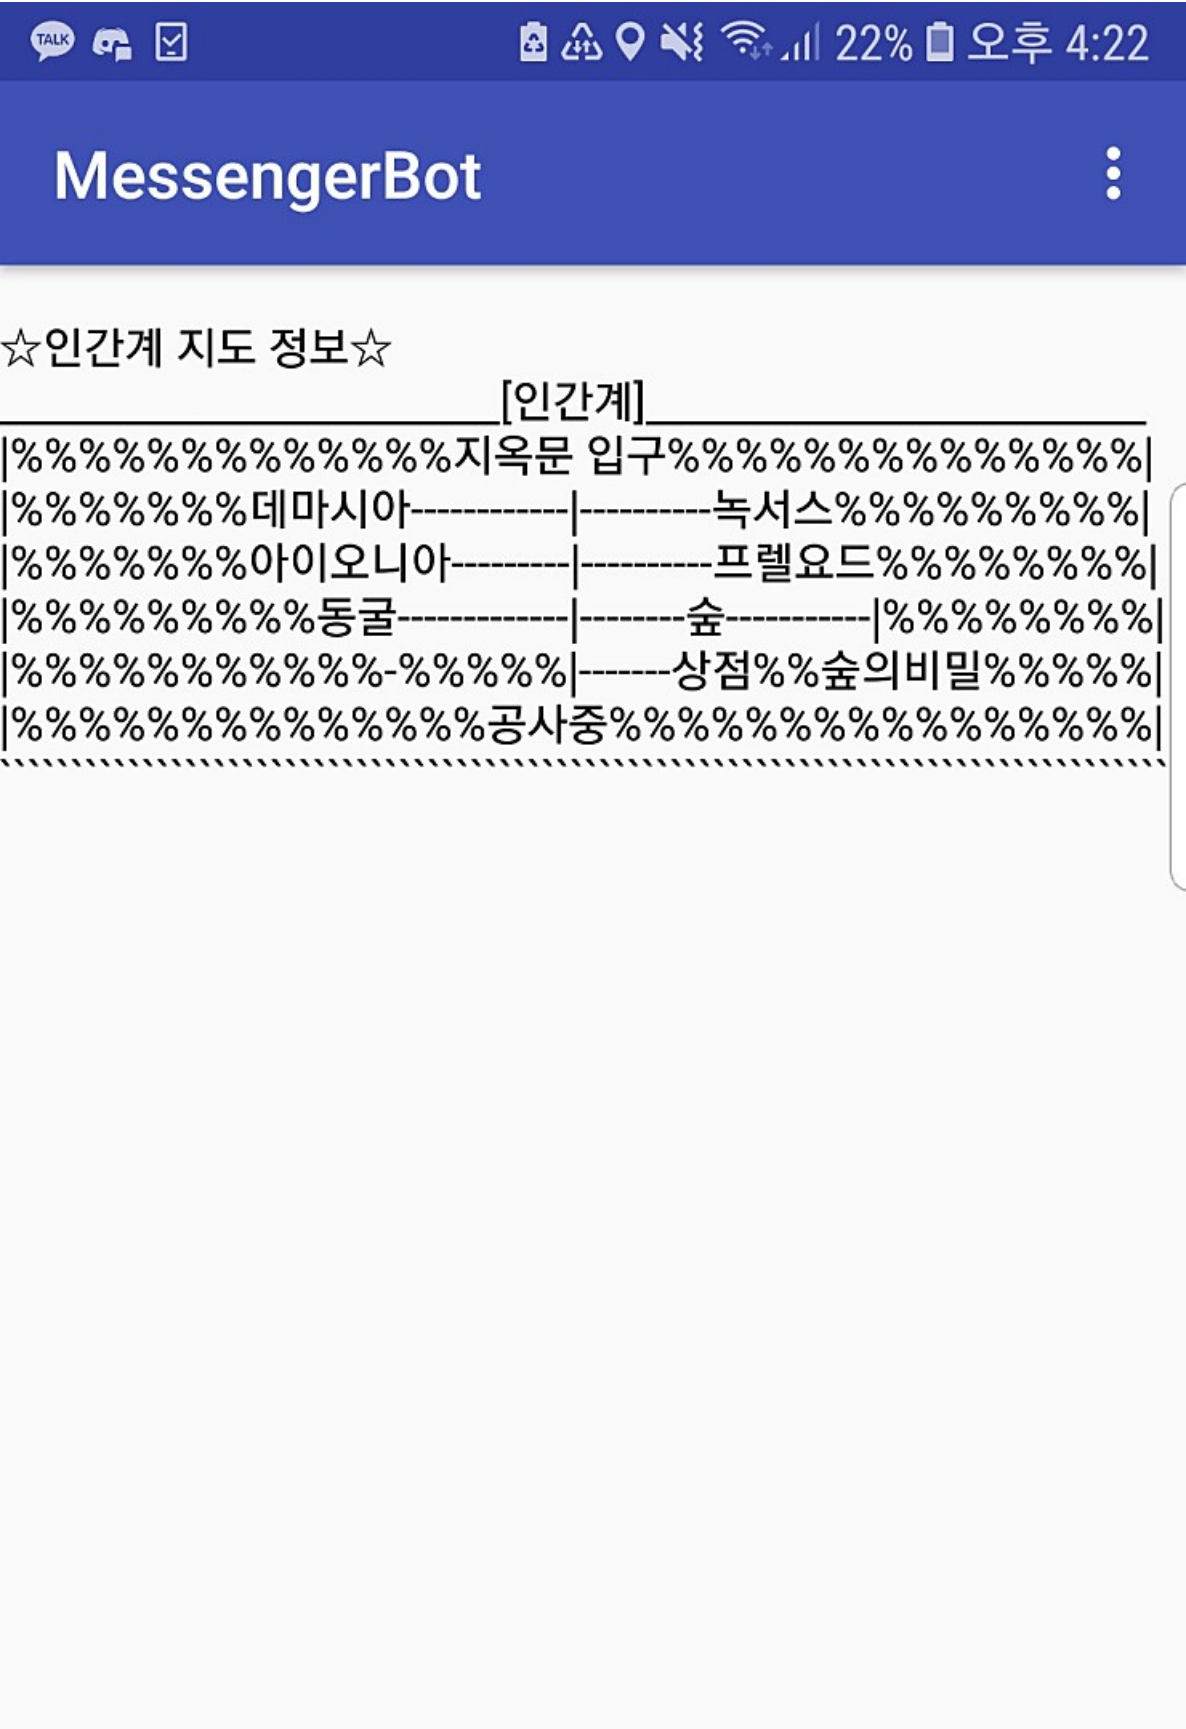 TALK 22% 오후 4:22
MessengerBot
☆인간계 지도 정보☆
______________________[인간계]______________________
|%%%%%%%%%%%%%지옥문 입구%%%%%%%%%%%%%%|
|%%%%%%%데마시아------------|----------녹서스%%%%%%%%%|
|%%%%%%%아이오니아---------|----------프렐요드%%%%%%%%|
|%%%%%%%%%동굴-------------|--------숲-----------|%%%%%%%%|
|%%%%%%%%%%%-%%%%%|-------상점%%숲의비밀%%%%%|
|%%%%%%%%%%%%%%공사중%%%%%%%%%%%%%%%%|
``````````````````````````````````````````````````````````````````````````````````